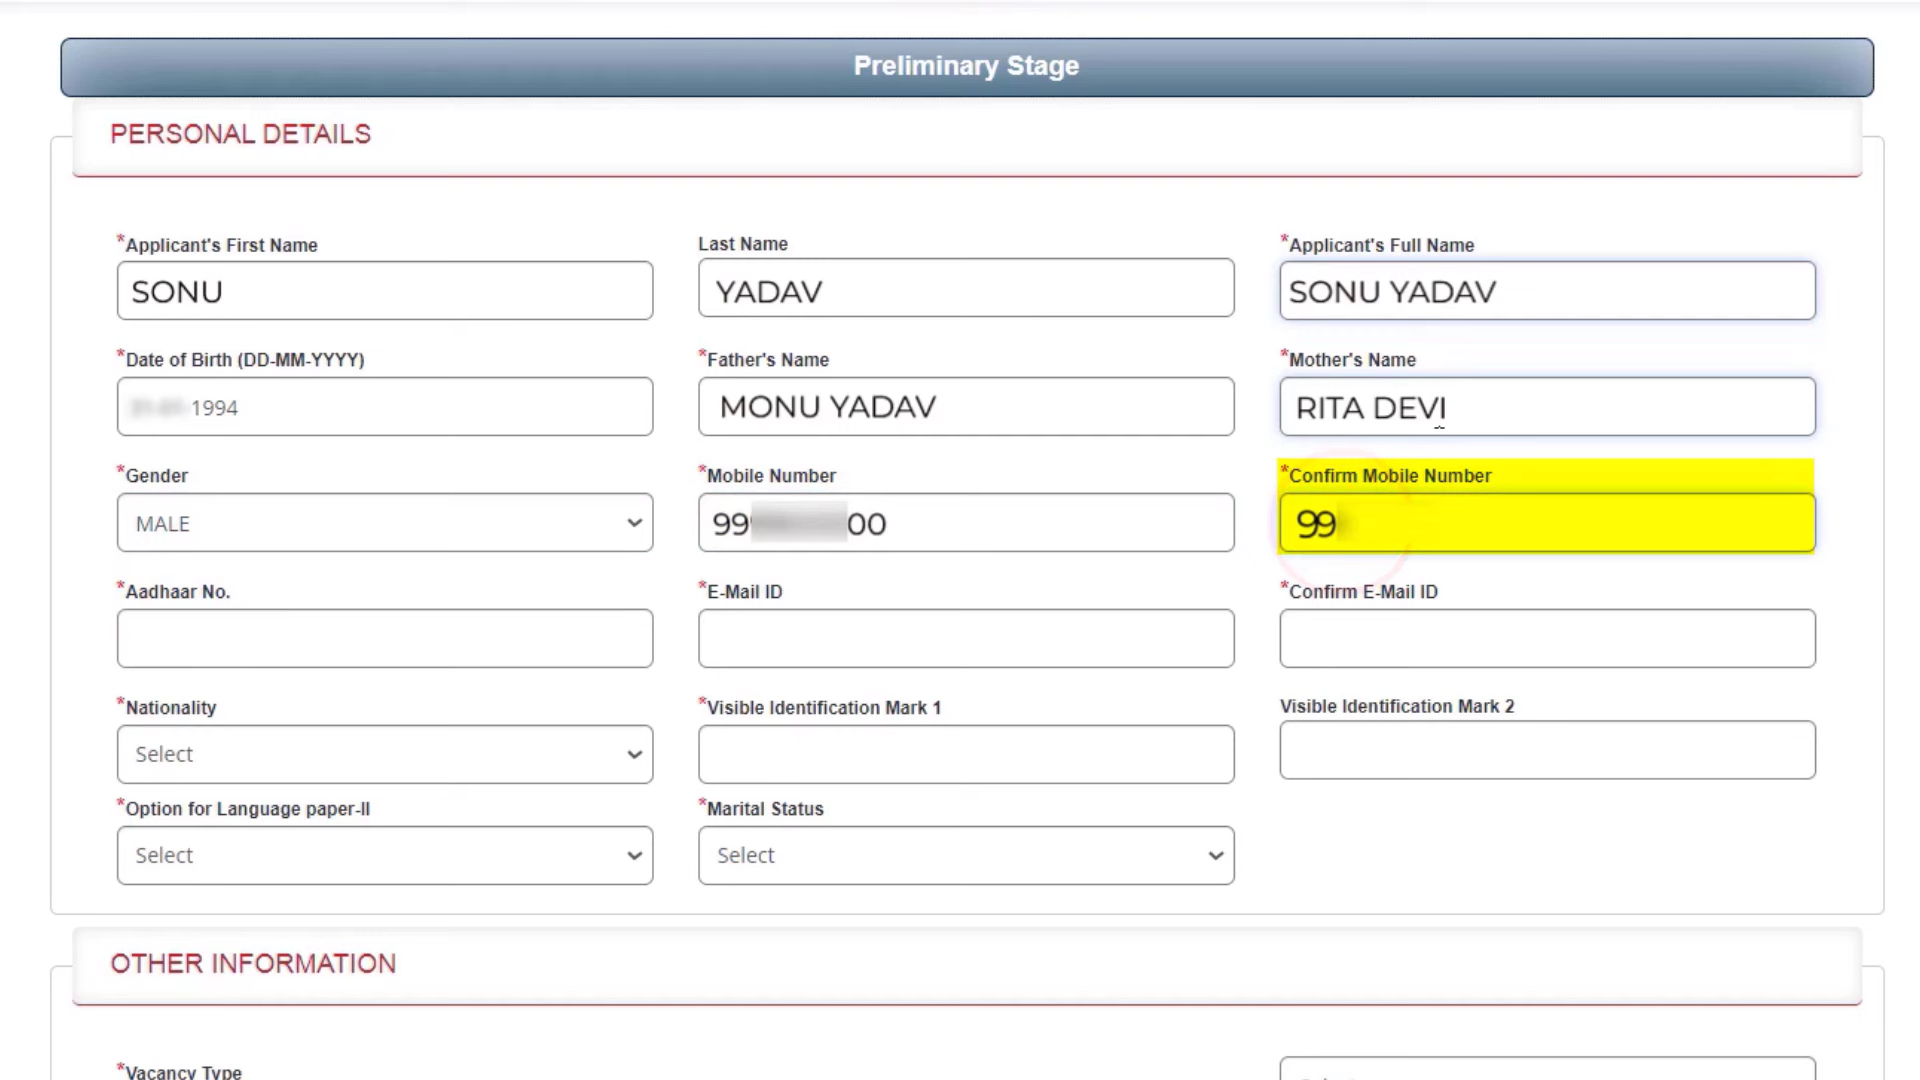 Preliminary Stage
PERSONAL DETAILS
*Applicant's First Name
SONU
Last Name
YADAV
*Applicant's Full Name
SONU YADAV
*Date of Birth (DD-MM-YYYY)
1994
*Father's Name
MONU YADAV
*Mother's Name
RITA DEVI
*Gender
MALE
*Mobile Number
99 00
*Confirm Mobile Number
99
*Aadhaar No.
*E-Mail ID
*Confirm E-Mail ID
*Nationality
Select
*Visible Identification Mark 1
Visible Identification Mark 2
*Option for Language paper-II
Select
*Marital Status
Select
OTHER INFORMATION
*Vacancy Type